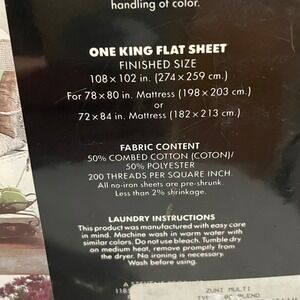 handling of color.
ONE KING FLAT SHEET
FINISHED SIZE
108 x 102 in. (274 x 259 cm.)
For 78 x 80 in. Mattress (198 x 203 cm.)
or
72 x 84 in. Mattress (182 x 213 cm.)
FABRIC CONTENT
50% COMBED COTTON (COTON)/
50% POLYESTER
200 THREADS PER SQUARE INCH.
All no-iron sheets are pre-shrunk.
Less than 2% shrinkage.
LAUNDRY INSTRUCTIONS
This product was manufactured with easy care
in mind. Machine wash in warm water with
similar colors. Do not use bleach. Tumble dry
on medium heat, remove promptly from
the dryer. No ironing is necessary.
Wash before using.
ZUNI MULTI